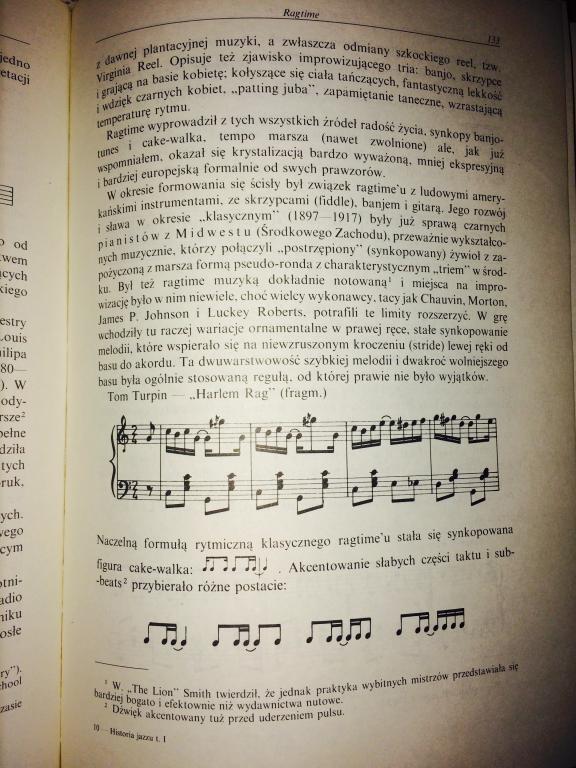 Ragtime
133
z dawnej plantacyjnej muzyki, a zwłaszcza odmiany szkockiego reel, tzw.
Virginia Reel. Opisuje też zjawisko improwizującego tria: banjo, skrzypce
i grającą na basie kobietę; kołyszące się ciała tańczących, fantastyczną lekkość
i wdzięk czarnych kobiet, „patting juba”, zapamiętanie taneczne, wzrastającą
temperaturę rytmu.
Ragtime wyprowadził z tych wszystkich źródeł radość życia, synkopy banjo-
tunes i cake-walka, tempo marsza (nawet zwolnione) ale, jak już
wspomniałem, okazał się krystalizacją bardzo wyważoną, mniej ekspresyjną
i bardziej europejską formalnie od swych prawzorów.
W okresie formowania się ścisły był związek ragtime'u z ludowymi amery-
kańskimi instrumentami, ze skrzypcami (fiddle), banjem i gitarą. Jego rozwój
i sława w okresie „klasycznym” (1897—1917) były już sprawą czarnych
pianistów z Midwestu (Środkowego Zachodu), przeważnie wykształco-
nych muzycznie, którzy połączyli „postrzępiony” (synkopowany) żywioł z za-
pożyczoną z marsza formą pseudo-ronda z charakterystycznym „triem” w środ-
ku. Był też ragtime muzyką dokładnie notowaną¹ i miejsca na impro-
wizację było w nim niewiele, choć wielcy wykonawcy, tacy jak Chauvin, Morton,
James P. Johnson i Luckey Roberts, potrafili te limity rozszerzyć. W grę
wchodziły tu raczej wariacje ornamentalne w prawej ręce, stałe synkopowanie
melodii, które wspierało się na niewzruszonym kroczeniu (stride) lewej ręki od
basu do akordu. Ta dwuwarstwowość szybkiej melodii i dwakroć wolniejszego
basu była ogólnie stosowaną regułą, od której prawie nie było wyjątków.
Tom Turpin — „Harlem Rag” (fragm.)
Naczelną formułą rytmiczną klasycznego ragtime'u stała się synkopowana
figura cake-walka: . Akcentowanie słabych części taktu i sub-
-beats² przybierało różne postacie:
¹ W. „The Lion” Smith twierdził, że jednak praktyka wybitnych mistrzów przedstawiała się
bardziej bogato i efektownie niż wydawnictwa nutowe.
² Dźwięk akcentowany tuż przed uderzeniem pulsu.
10 — Historia jazzu t. I